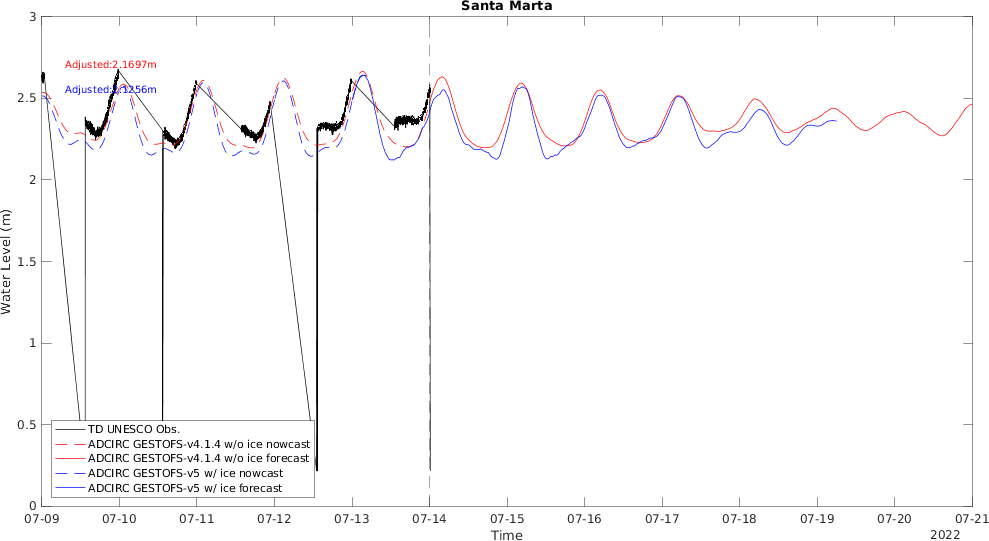 Santa Marta
3
2.5
2
1.5
1
0.5
0
Water Level (m)
Adjusted:2.1697m
Adjusted:2.1256m
TD UNESCO Obs.
ADCIRC GESTOFS-v4.1.4 w/o ice nowcast
ADCIRC GESTOFS-v4.1.4 w/o ice forecast
ADCIRC GESTOFS-v5 w/ ice nowcast
ADCIRC GESTOFS-v5 w/ ice forecast
07-09 07-10 07-11 07-12 07-13 07-14 07-15 07-16 07-17 07-18 07-19 07-20 07-21
Time
2022